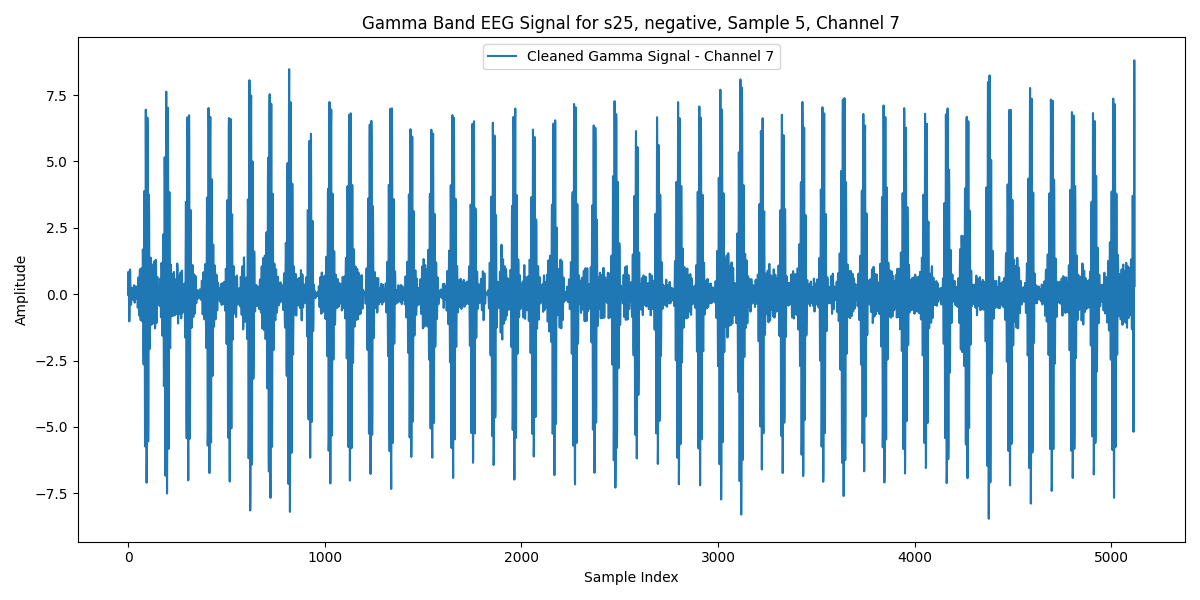 Gamma Band EEG Signal for s25, negative, Sample 5, Channel 7
Cleaned Gamma Signal - Channel 7
Amplitude
7.5
5.0
2.5
0.0
−2.5
−5.0
−7.5
0 1000 2000 3000 4000 5000
Sample Index